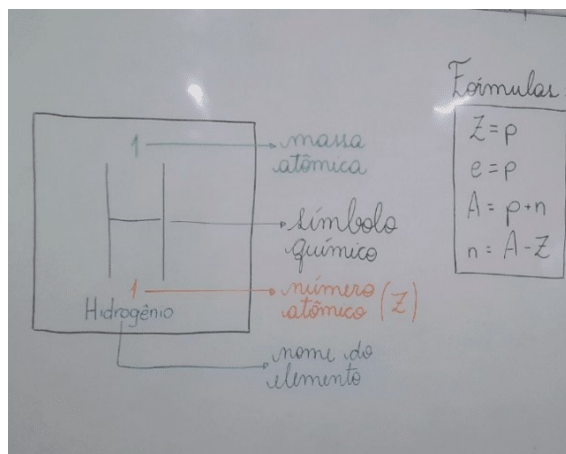 Fórmulas
1 massa
atômica
Z = p
e = p
A = p+n
n = A-Z
H símbolo
químico
1 número
atômico (Z)
Hidrogênio
nome do
elemento